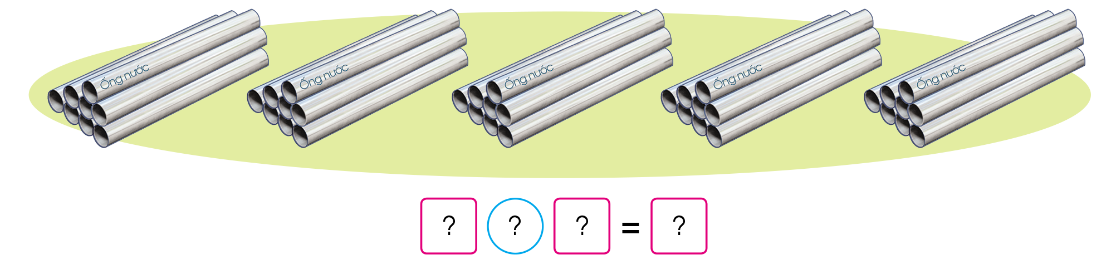 Ống nước Ống nước Ống nước Ống nước Ống nước
? ? ? = ?